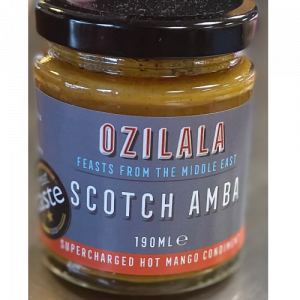 OZILALA
FEASTS FROM THE MIDDLE EAST
SCOTCH AMBA
190ML e
SUPERCHARGED HOT MANGO CONDIMENT